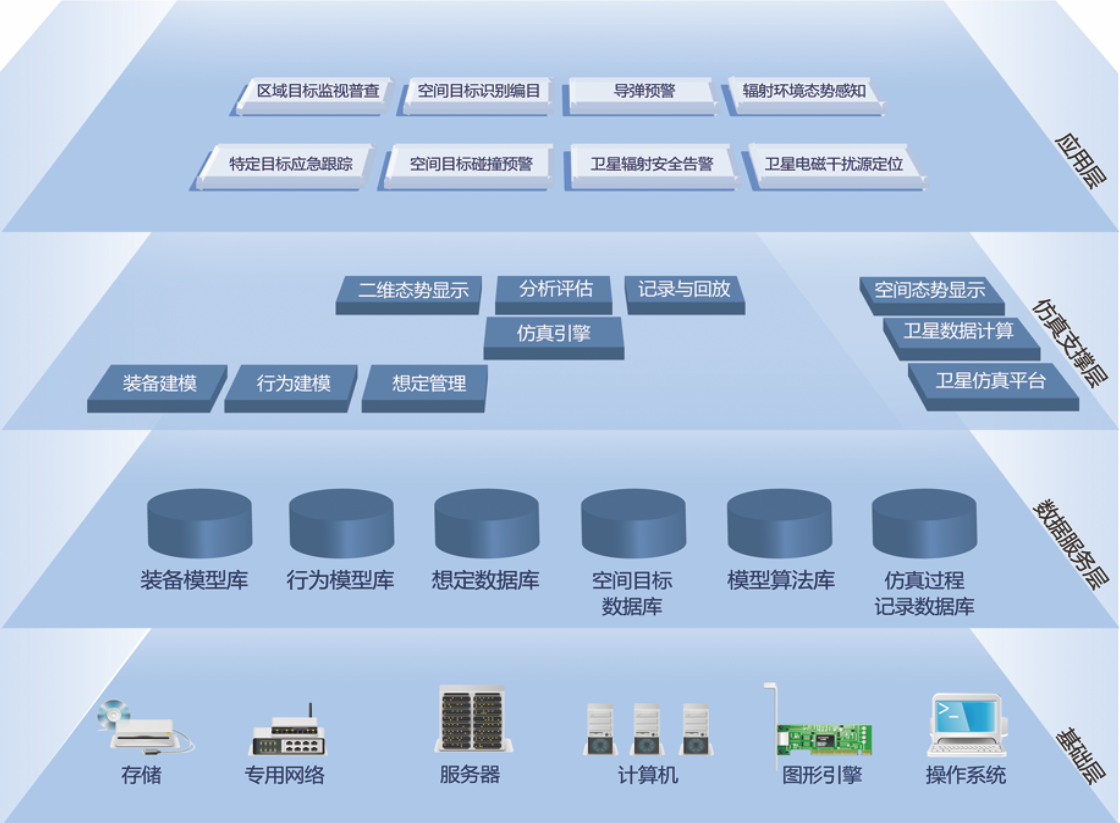 区域目标监视普查
空间目标识别编目
导弹预警
辐射环境态势感知
特定目标应急跟踪
空间目标碰撞预警
卫星辐射安全告警
卫星电磁干扰源定位
应用层
二维态势显示
分析评估
记录与回放
仿真引擎
装备建模
行为建模
想定管理
空间态势显示
卫星数据计算
卫星仿真平台
仿真支撑层
装备模型库
行为模型库
想定数据库
空间目标
数据库
模型算法库
仿真过程
记录数据库
数据服务层
存储
专用网络
服务器
计算机
图形引擎
操作系统
基础层